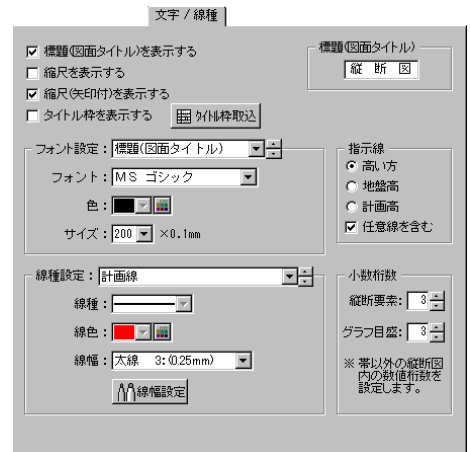 文字 / 線種
標題(図面タイトル)を表示する
縮尺を表示する
縮尺(矢印付)を表示する
タイトル枠を表示する
タイトル枠取込
標題(図面タイトル)
縦 断 図
フォント設定：標題(図面タイトル)
フォント：ＭＳ ゴシック
色：
サイズ：200 ×0.1mm
指示線
高い方
地盤高
計画高
任意線を含む
線種設定：計画線
線種：
線色：
線幅：太線 3:(0.25mm)
線幅設定
小数桁数
縦断要素： 3
グラフ目盛： 3
※ 帯以外の縦断図
内の数値桁数を
設定します。